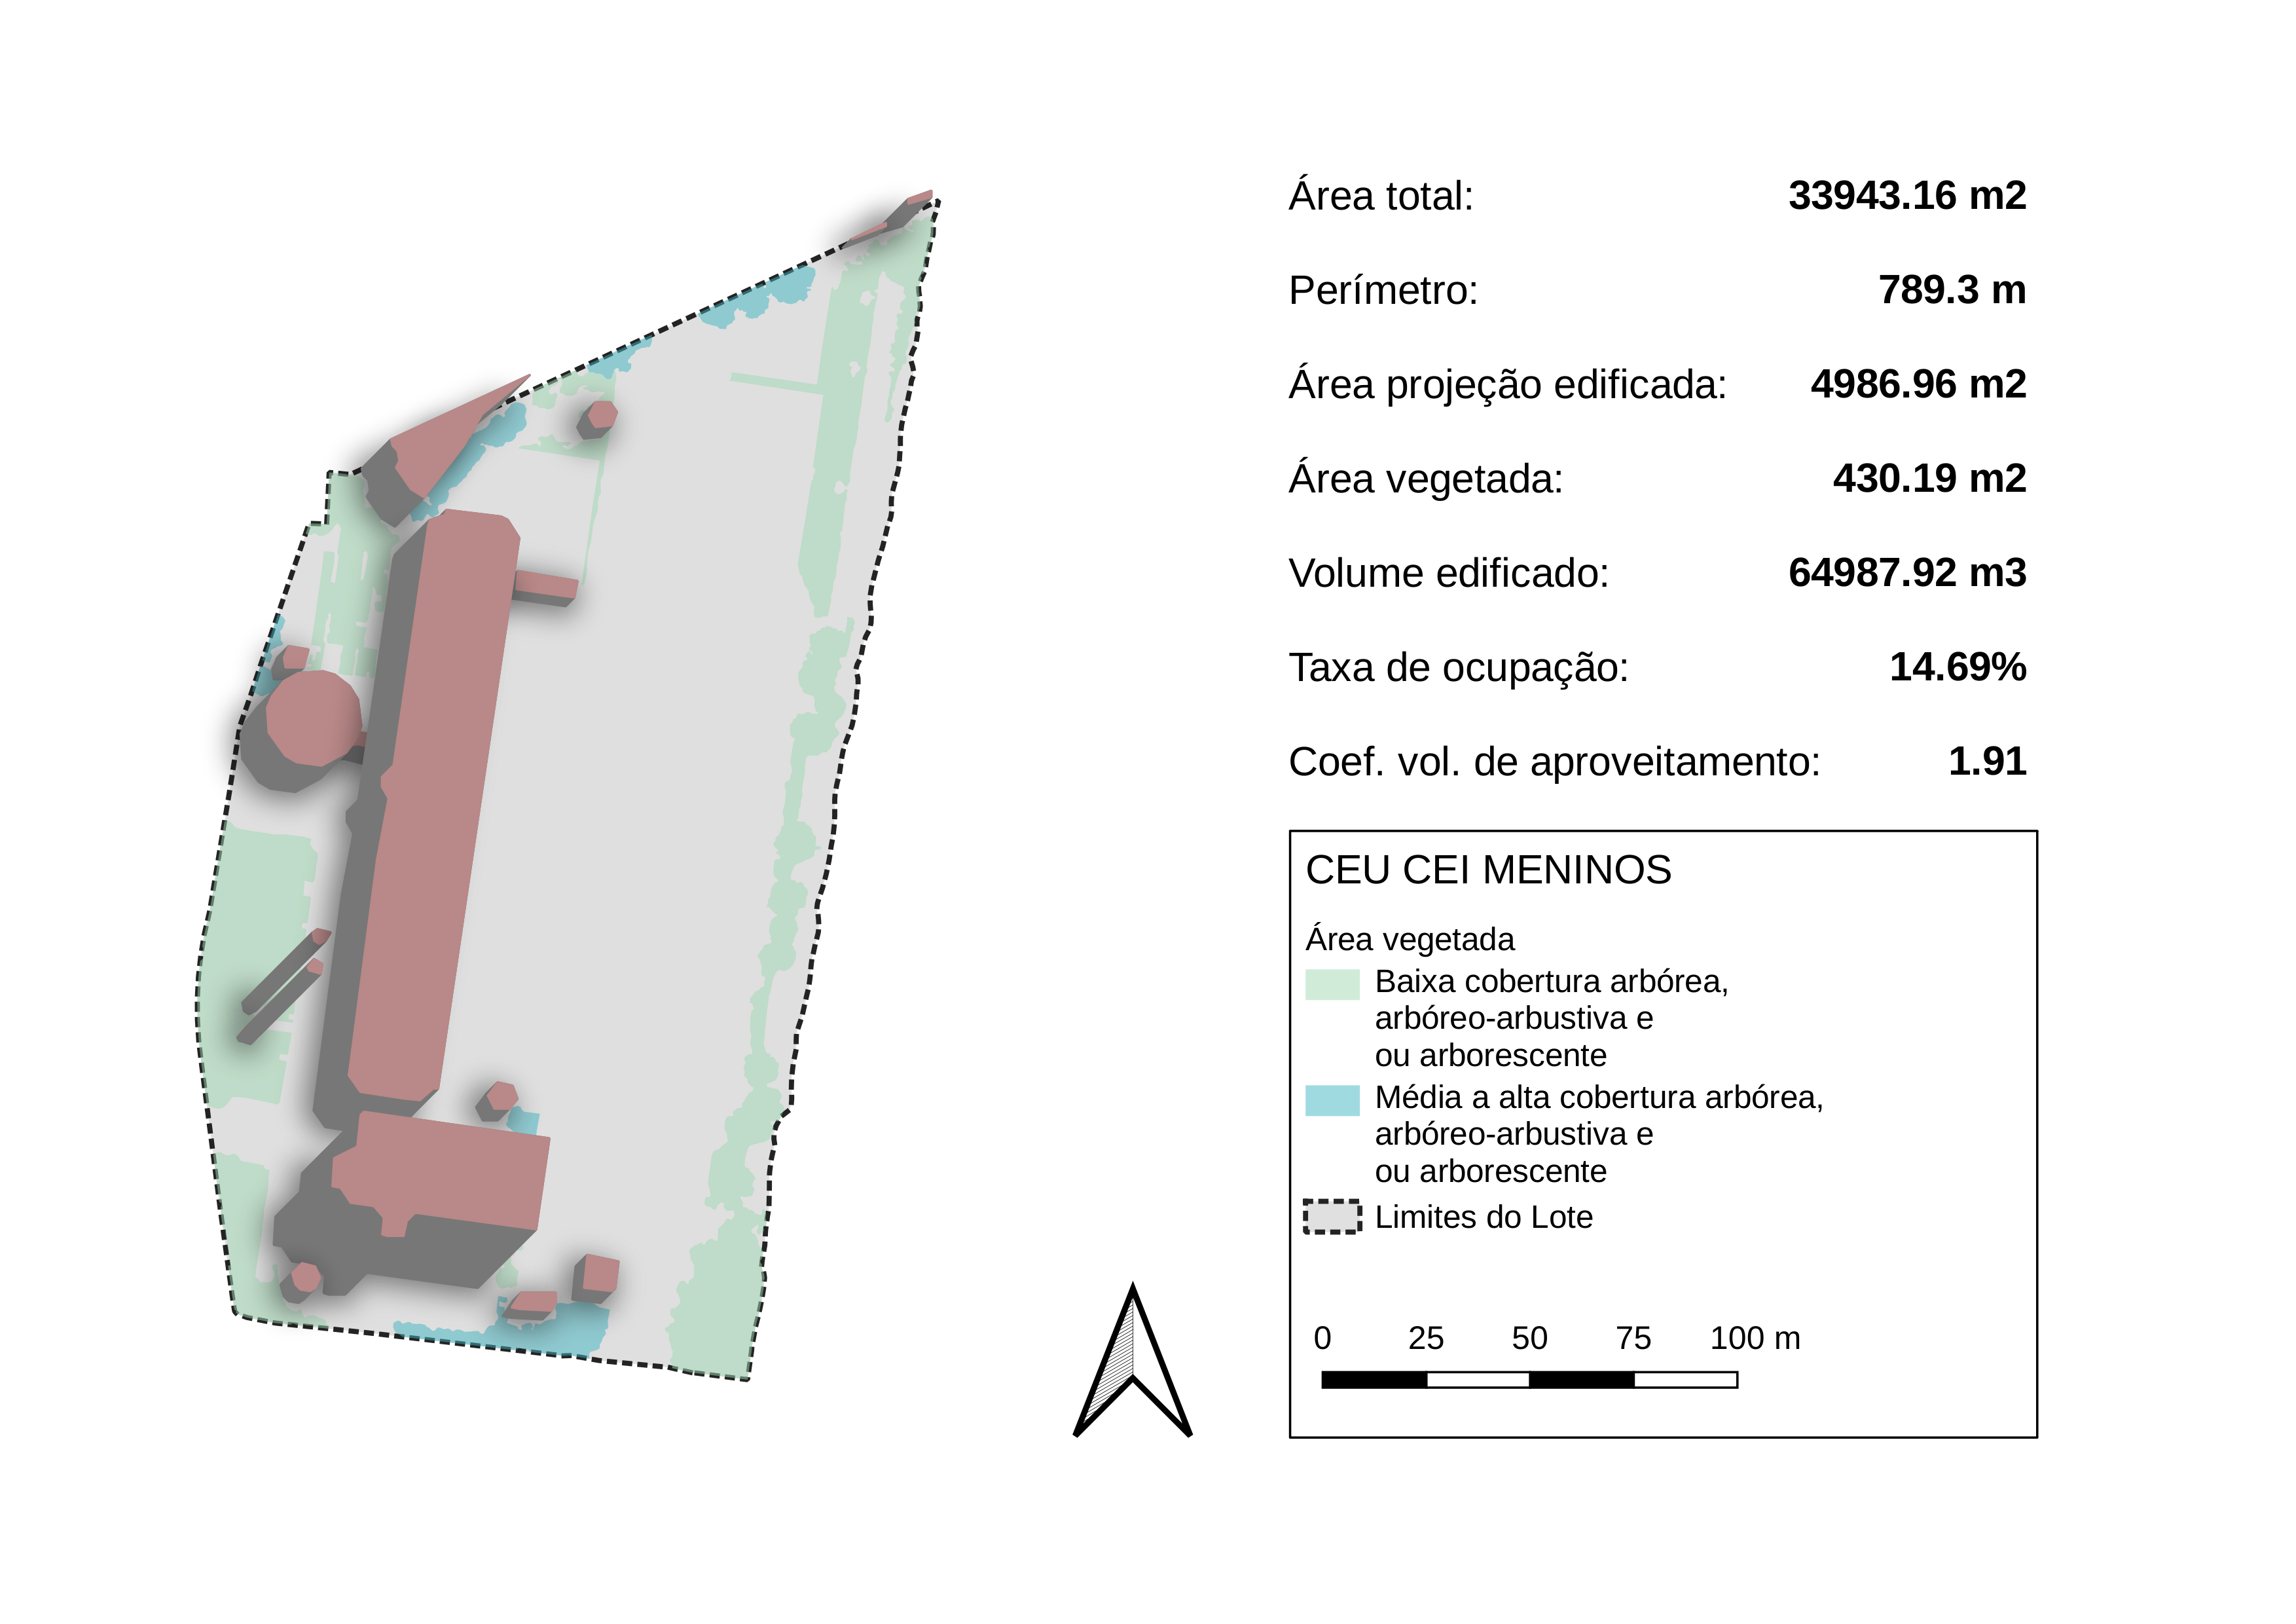 Área total: 33943.16 m2
Perímetro: 789.3 m
Área projeção edificada: 4986.96 m2
Área vegetada: 430.19 m2
Volume edificado: 64987.92 m3
Taxa de ocupação: 14.69%
Coef. vol. de aproveitamento: 1.91
CEU CEI MENINOS
Área vegetada
Baixa cobertura arbórea,
arbóreo-arbustiva e
ou arborescente
Média a alta cobertura arbórea,
arbóreo-arbustiva e
ou arborescente
Limites do Lote
0 25 50 75 100 m